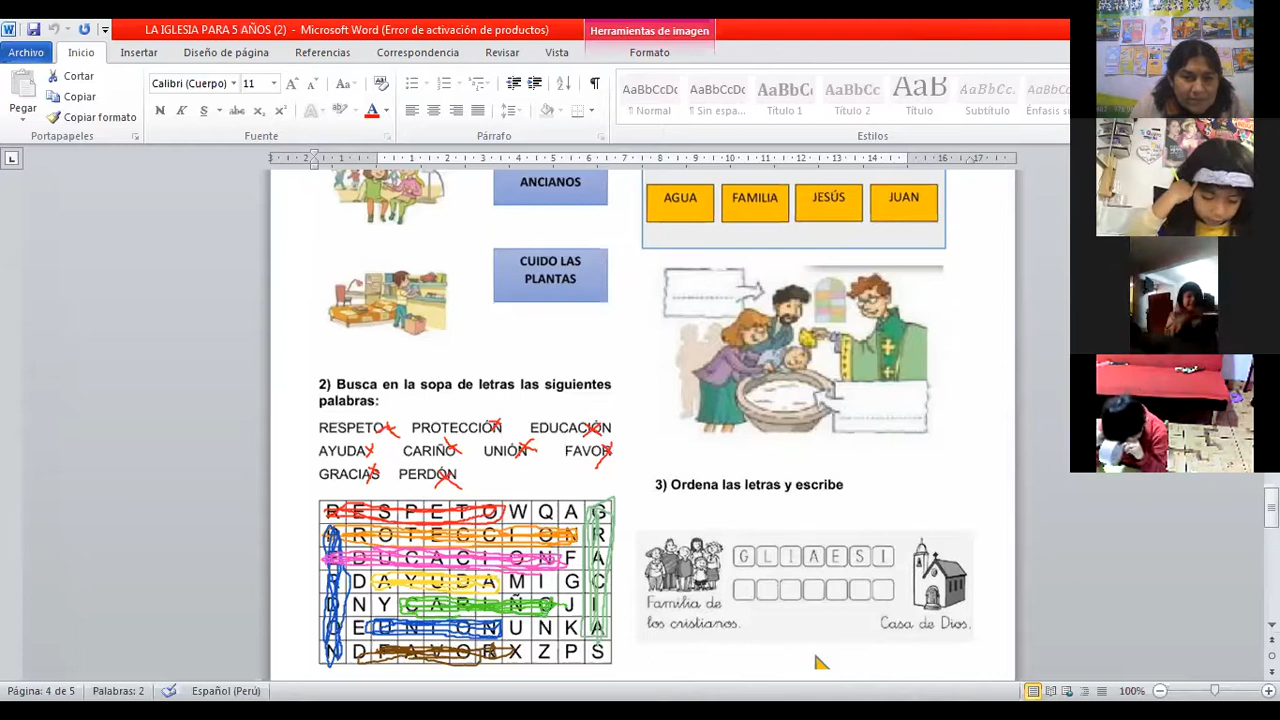 LA IGLESIA PARA 5 AÑOS (2) - Microsoft Word (Error de activación de productos)
Herramientas de imagen
Archivo
Inicio
Insertar
Diseño de página
Referencias
Correspondencia
Revisar
Vista
Formato
Pegar
Cortar
Copiar
Copiar formato
Portapapeles
Calibri (Cuerpo)
11
Fuente
Párrafo
AaBbCcDc
¶ Normal
AaBbCcDc
¶ Sin espa...
AaBbC
Título 1
AaBbCc
Título 2
AaB
Título
AaBbCc.
Subtítulo
AaBbCcDc
Énfasis su
Estilos
ANCIANOS
CUIDO LAS
PLANTAS
2) Busca en la sopa de letras las siguientes
palabras:
RESPETO PROTECCIÓN EDUCACIÓN
AYUDA CARIÑO UNIÓN FAVOR
GRACIAS PERDÓN
R E S P E T O W Q A G
P R O T E C C I O N R
E D U C A C I O N F A
R D A Y U D A M I G C
D N Y C A R I Ñ O J I
O E U N I O N U N K A
N D F A V O R X Z P S
AGUA
FAMILIA
JESÚS
JUAN
3) Ordena las letras y escribe
G L I A E S I
Familia de
los cristianos.
Casa de Dios.
Página: 4 de 5
Palabras: 2
Español (Perú)
100%